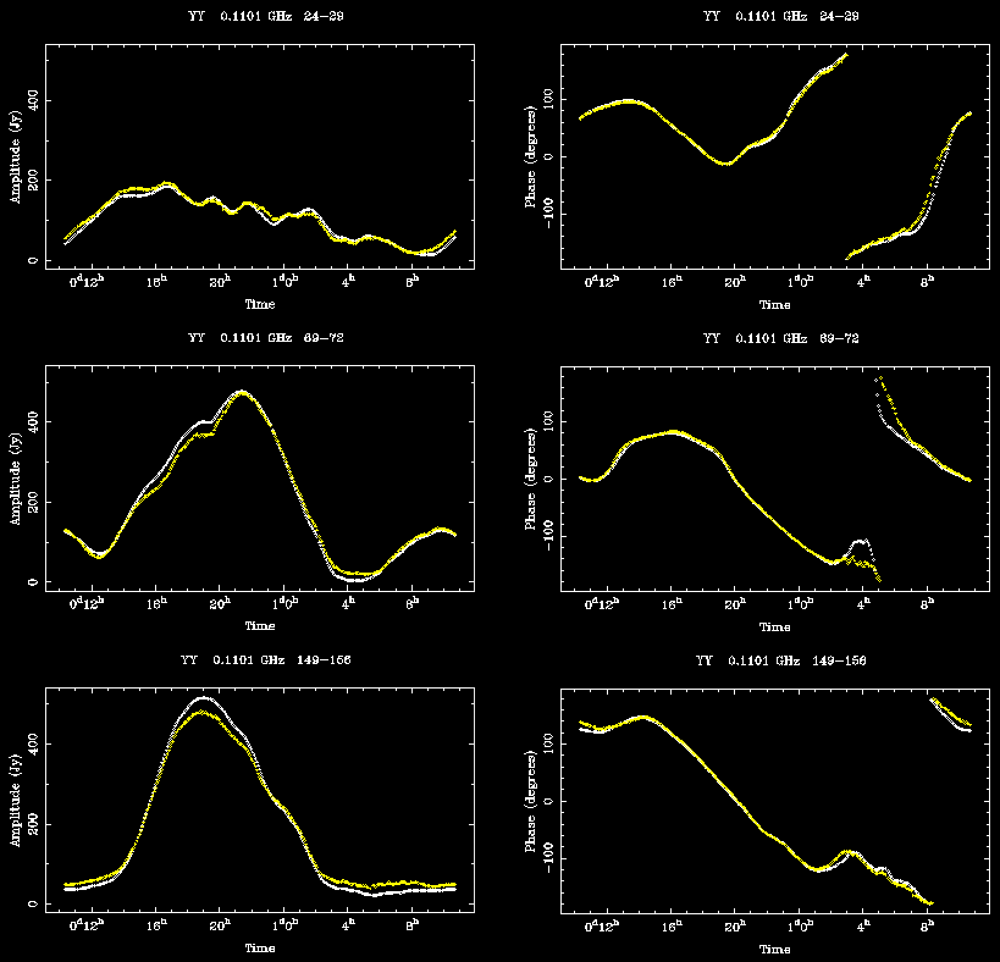 YY 0.1101 GHz 24-29
Amplitude (Jy)
400
200
0
0d12h 16h 20h 1d0h 4h 8h
Time
YY 0.1101 GHz 24-29
Phase (degrees)
100
0
-100
0d12h 16h 20h 1d0h 4h 8h
Time
YY 0.1101 GHz 69-72
Amplitude (Jy)
400
200
0
0d12h 16h 20h 1d0h 4h 8h
Time
YY 0.1101 GHz 69-72
Phase (degrees)
100
0
-100
0d12h 16h 20h 1d0h 4h 8h
Time
YY 0.1101 GHz 149-156
Amplitude (Jy)
400
200
0
0d12h 16h 20h 1d0h 4h 8h
Time
YY 0.1101 GHz 149-156
Phase (degrees)
100
0
-100
0d12h 16h 20h 1d0h 4h 8h
Time